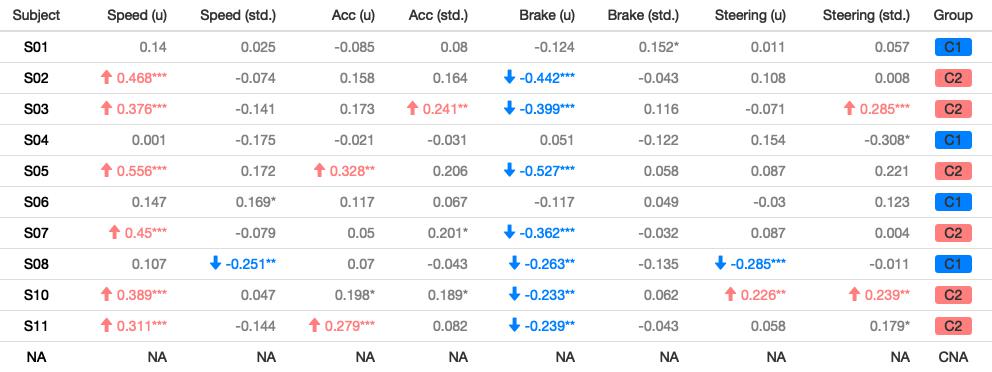 Subject Speed (u) Speed (std.) Acc (u) Acc (std.) Brake (u) Brake (std.) Steering (u) Steering (std.) Group
S01 0.14 0.025 -0.085 0.08 -0.124 0.152* 0.011 0.057 C1
S02 0.468*** -0.074 0.158 0.164 -0.442*** -0.043 0.108 0.008 C2
S03 0.376*** -0.141 0.173 0.241** -0.399*** 0.116 -0.071 0.285*** C2
S04 0.001 -0.175 -0.021 -0.031 0.051 -0.122 0.154 -0.308* C1
S05 0.556*** 0.172 0.328** 0.206 -0.527*** 0.058 0.087 0.221 C2
S06 0.147 0.169* 0.117 0.067 -0.117 0.049 -0.03 0.123 C1
S07 0.45*** -0.079 0.05 0.201* -0.362*** -0.032 0.087 0.004 C2
S08 0.107 -0.251** 0.07 -0.043 -0.263** -0.135 -0.285*** -0.011 C1
S10 0.389*** 0.047 0.198* 0.189* -0.233** 0.062 0.226** 0.239** C2
S11 0.311*** -0.144 0.279*** 0.082 -0.239** -0.043 0.058 0.179* C2
NA NA NA NA NA NA NA NA NA CNA